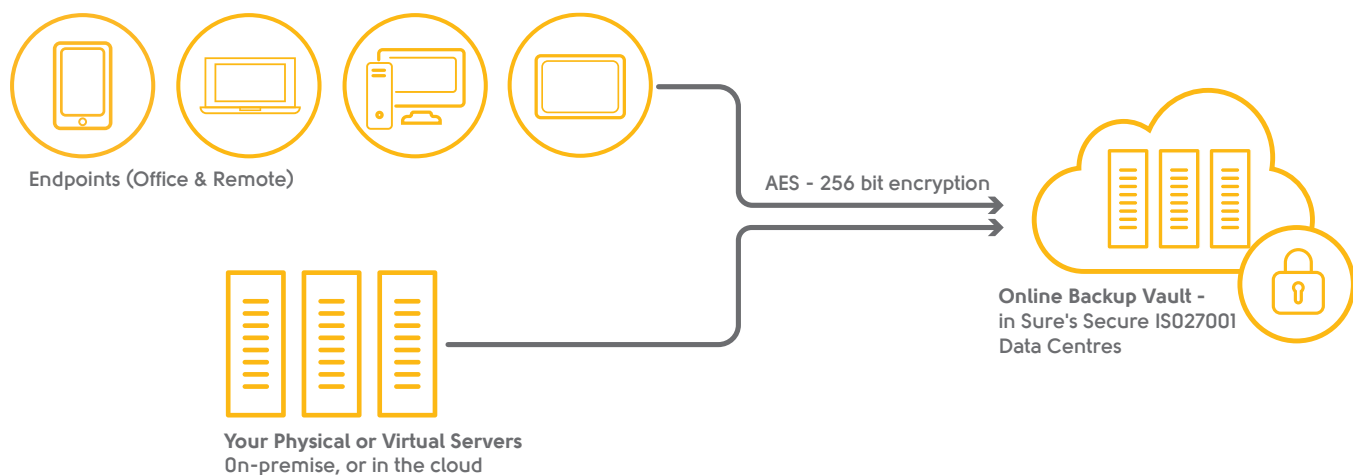 Endpoints (Office & Remote)
AES - 256 bit encryption
Online Backup Vault -
in Sure's Secure IS027001
Data Centres
Your Physical or Virtual Servers
0n-premise, or in the cloud